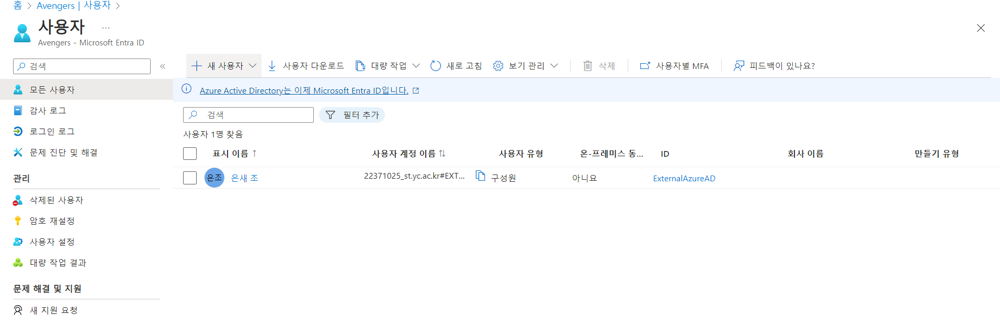 홈 > Avengers | 사용자 >
사용자 ...
Avengers - Microsoft Entra ID
검색 «
새 사용자 사용자 다운로드 대량 작업 새로 고침 보기 관리 삭제 사용자별 MFA 피드백이 있나요?
모든 사용자
감사 로그
로그인 로그
문제 진단 및 해결
관리
삭제된 사용자
암호 재설정
사용자 설정
대량 작업 결과
문제 해결 및 지원
새 지원 요청
Azure Active Directory는 이제 Microsoft Entra ID입니다.
검색 필터 추가
사용자 1명 찾음
표시 이름 ↑ 사용자 계정 이름 ↑↓ 사용자 유형 온-프레미스 동... ID 회사 이름 만들기 유형
은조 은새 조 22371025_st.yc.ac.kr#EXT... 구성원 아니요 ExternalAzureAD